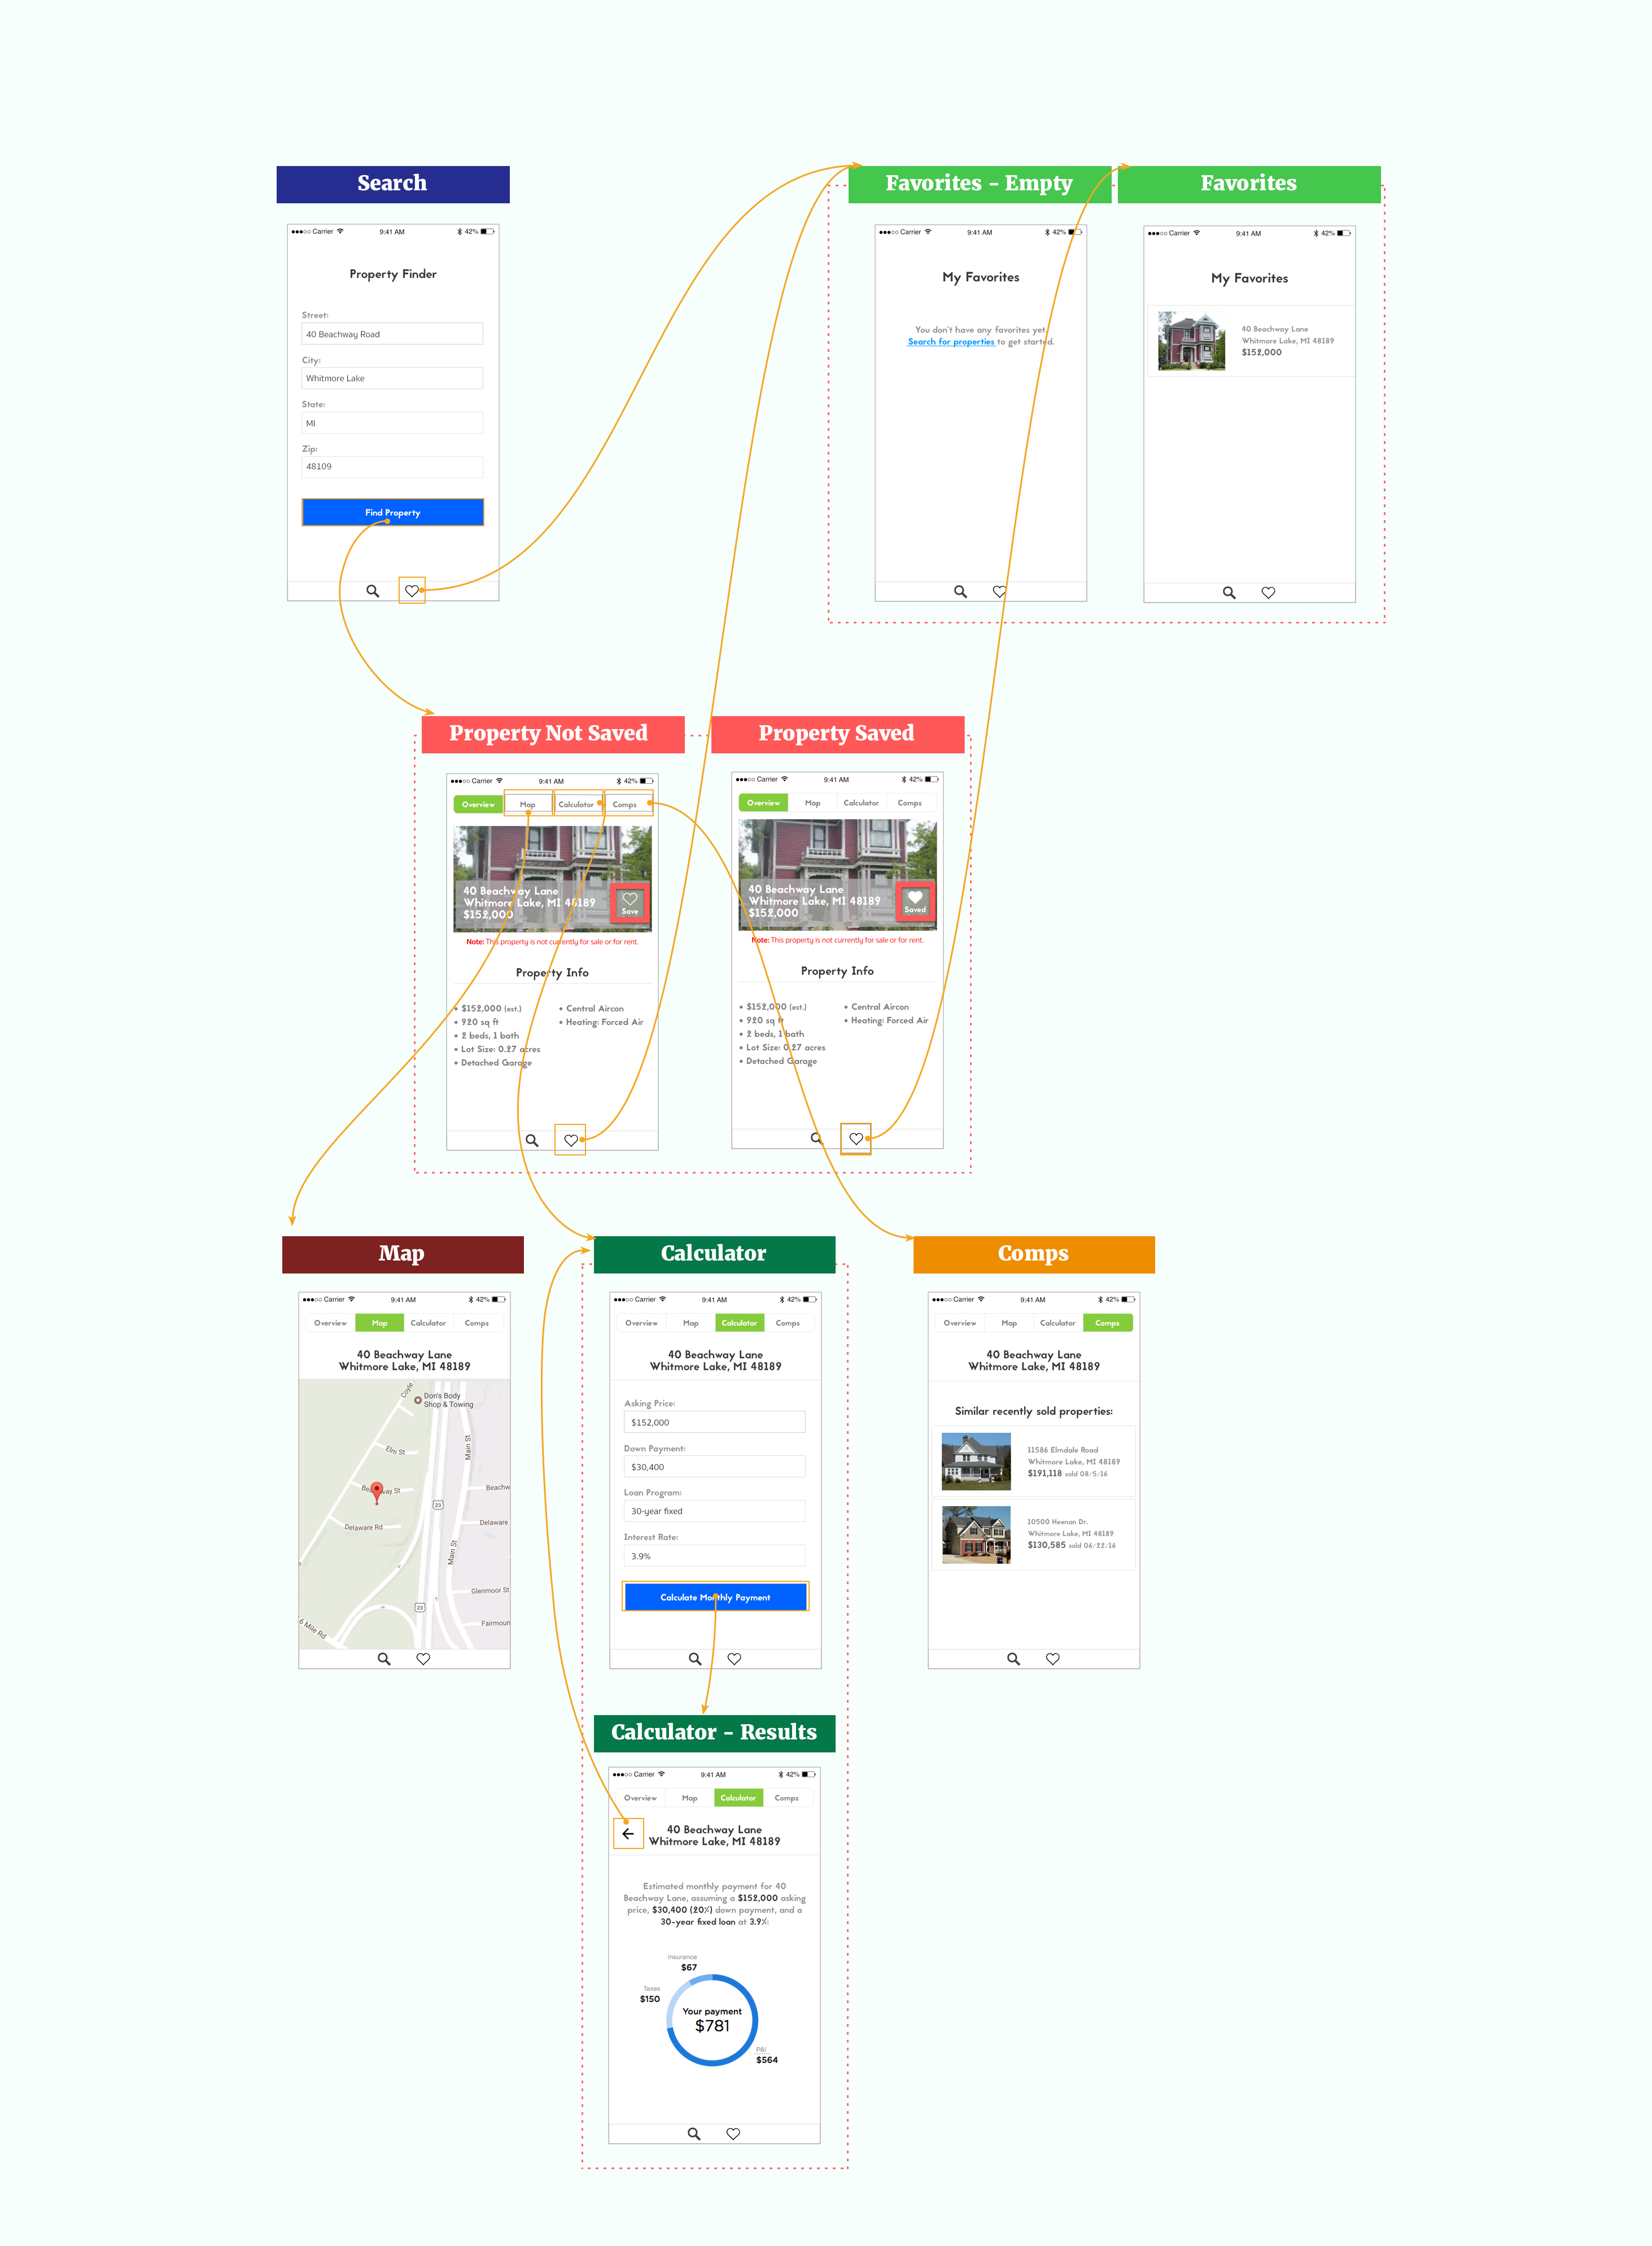 Search
Carrier
9:41 AM
42%
Property Finder
Street:
40 Beachway Road
City:
Whitmore Lake
State:
MI
Zip:
48109
Find Property
Favorites - Empty
Carrier
9:41 AM
42%
My Favorites
You don't have any favorites yet.
Search for properties to get started.
Favorites
Carrier
9:41 AM
42%
My Favorites
40 Beachway Lane
Whitmore Lake, MI 48189
$152,000
Property Not Saved
Carrier
9:41 AM
42%
Overview
Map
Calculator
Comps
40 Beachway Lane
Whitmore Lake, MI 48189
$152,000
Save
Note: This property is not currently for sale or for rent.
Property Info
• $152,000 (est.)
• 920 sq ft
• 2 beds, 1 bath
• Lot Size: 0.27 acres
• Detached Garage
• Central Aircon
• Heating: Forced Air
Property Saved
Carrier
9:41 AM
42%
Overview
Map
Calculator
Comps
40 Beachway Lane
Whitmore Lake, MI 48189
$152,000
Saved
Note: This property is not currently for sale or for rent.
Property Info
• $152,000 (est.)
• 920 sq ft
• 2 beds, 1 bath
• Lot Size: 0.27 acres
• Detached Garage
• Central Aircon
• Heating: Forced Air
Map
Carrier
9:41 AM
42%
Overview
Map
Calculator
Comps
40 Beachway Lane
Whitmore Lake, MI 48189
Coyle
Don's Body
Shop & Towing
Main St
Elm St
Beachway St
Beachw
23
Delaware Rd
Delaware
Main St
Glenmoor St
23
6 Mile Rd
Fairmoun
Calculator
Carrier
9:41 AM
42%
Overview
Map
Calculator
Comps
40 Beachway Lane
Whitmore Lake, MI 48189
Asking Price:
$152,000
Down Payment:
$30,400
Loan Program:
30-year fixed
Interest Rate:
3.9%
Calculate Monthly Payment
Comps
Carrier
9:41 AM
42%
Overview
Map
Calculator
Comps
40 Beachway Lane
Whitmore Lake, MI 48189
Similar recently sold properties:
11586 Elmdale Road
Whitmore Lake, MI 48189
$191,118 sold 08/5/16
10500 Heenan Dr.
Whitmore Lake, MI 48189
$130,585 sold 06/22/16
Calculator - Results
Carrier
9:41 AM
42%
Overview
Map
Calculator
Comps
40 Beachway Lane
Whitmore Lake, MI 48189
Estimated monthly payment for 40
Beachway Lane, assuming a $152,000 asking
price, $30,400 (20%) down payment, and a
30-year fixed loan at 3.9%:
Insurance
$67
Taxes
$150
Your payment
$781
P&I
$564